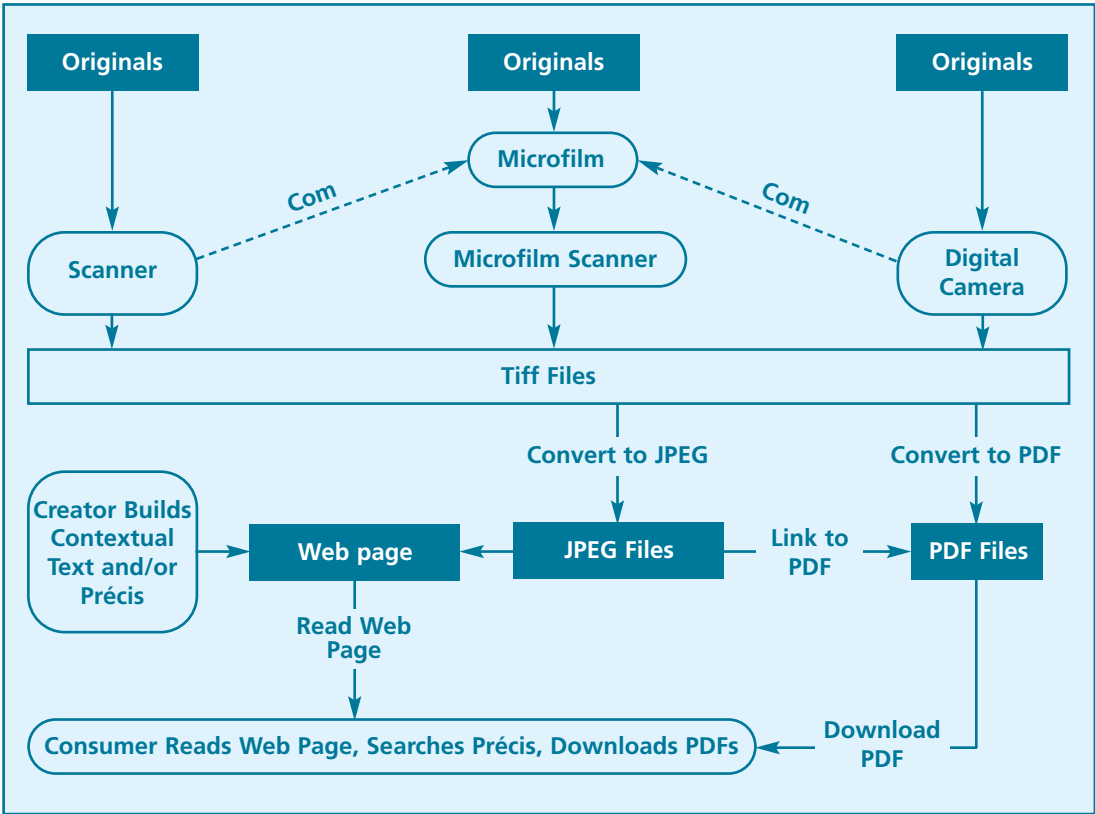 Originals
Originals
Originals
Microfilm
Com
Com
Scanner
Microfilm Scanner
Digital
Camera
Tiff Files
Convert to JPEG
Convert to PDF
Creator Builds
Contextual
Text and/or
Précis
Web page
JPEG Files
Link to
PDF
PDF Files
Read Web
Page
Consumer Reads Web Page, Searches Précis, Downloads PDFs
Download
PDF